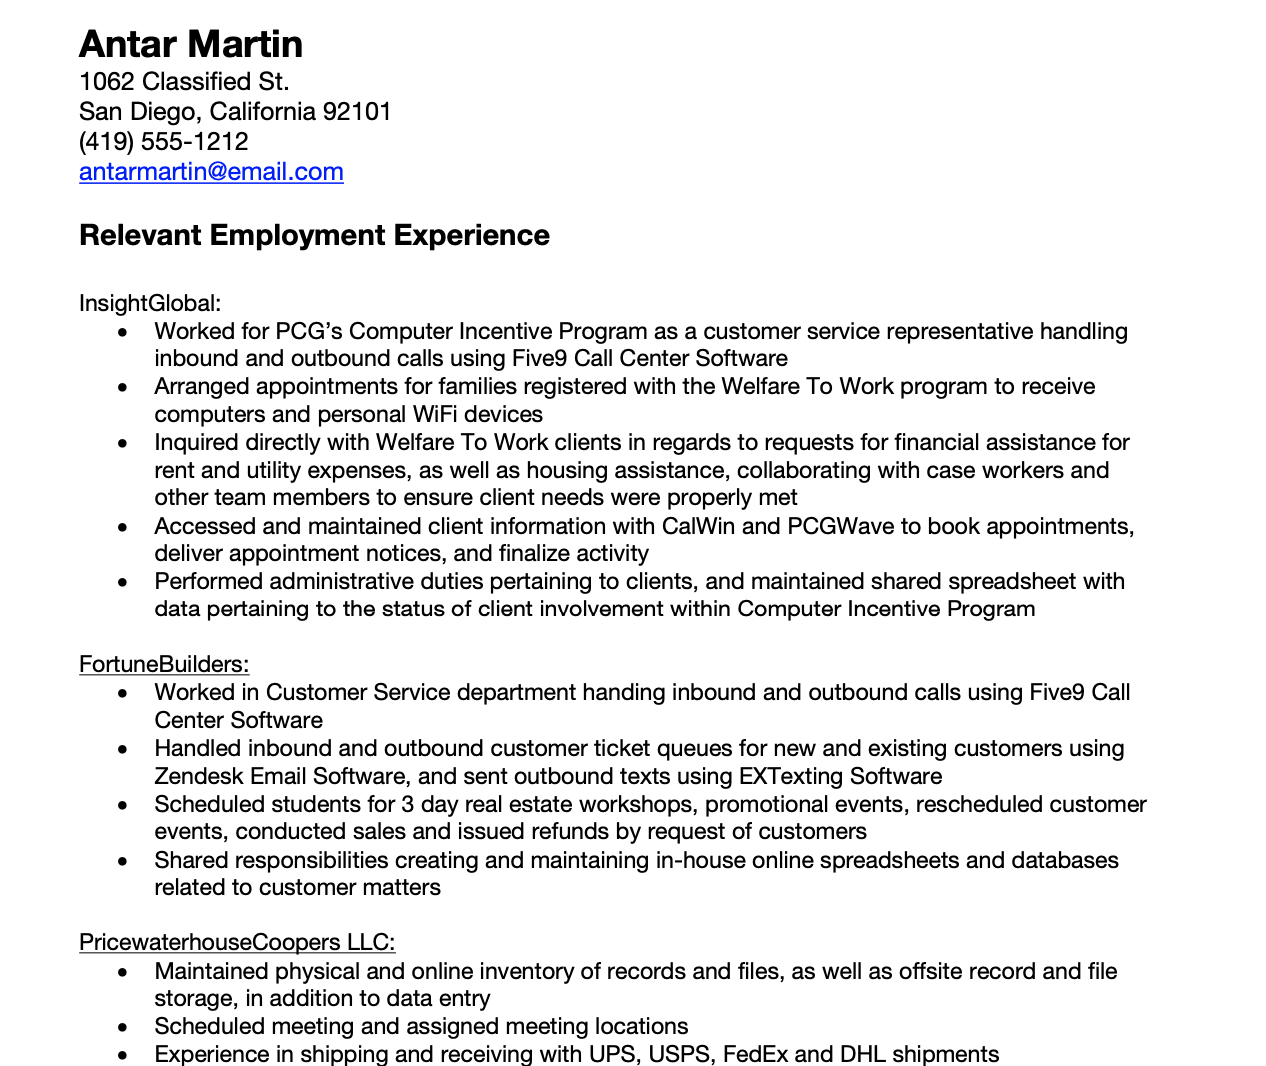 Antar Martin
1062 Classified St.
San Diego, California 92101
(419) 555-1212
antarmartin@email.com
Relevant Employment Experience
InsightGlobal:
• Worked for PCG’s Computer Incentive Program as a customer service representative handling
inbound and outbound calls using Five9 Call Center Software
• Arranged appointments for families registered with the Welfare To Work program to receive
computers and personal WiFi devices
• Inquired directly with Welfare To Work clients in regards to requests for financial assistance for
rent and utility expenses, as well as housing assistance, collaborating with case workers and
other team members to ensure client needs were properly met
• Accessed and maintained client information with CalWin and PCGWave to book appointments,
deliver appointment notices, and finalize activity
• Performed administrative duties pertaining to clients, and maintained shared spreadsheet with
data pertaining to the status of client involvement within Computer Incentive Program
FortuneBuilders:
• Worked in Customer Service department handing inbound and outbound calls using Five9 Call
Center Software
• Handled inbound and outbound customer ticket queues for new and existing customers using
Zendesk Email Software, and sent outbound texts using EXTexting Software
• Scheduled students for 3 day real estate workshops, promotional events, rescheduled customer
events, conducted sales and issued refunds by request of customers
• Shared responsibilities creating and maintaining in-house online spreadsheets and databases
related to customer matters
PricewaterhouseCoopers LLC:
• Maintained physical and online inventory of records and files, as well as offsite record and file
storage, in addition to data entry
• Scheduled meeting and assigned meeting locations
• Experience in shipping and receiving with UPS, USPS, FedEx and DHL shipments